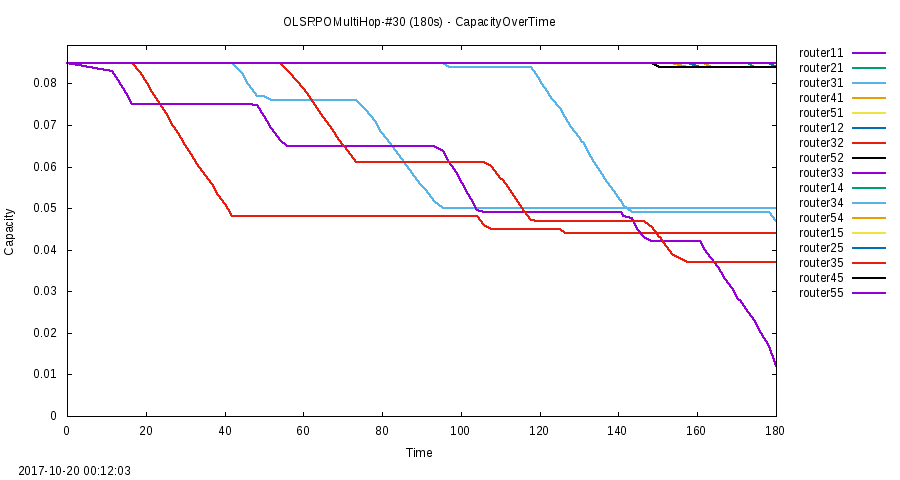 OLSRPOMultiHop-#30 (180s) - CapacityOverTime
router11
router21
router31
router41
router51
router12
router32
router52
router33
router14
router34
router54
router15
router25
router35
router45
router55
Capacity
0.08
0.07
0.06
0.05
0.04
0.03
0.02
0.01
0
0 20 40 60 80 100 120 140 160 180
Time
2017-10-20 00:12:03